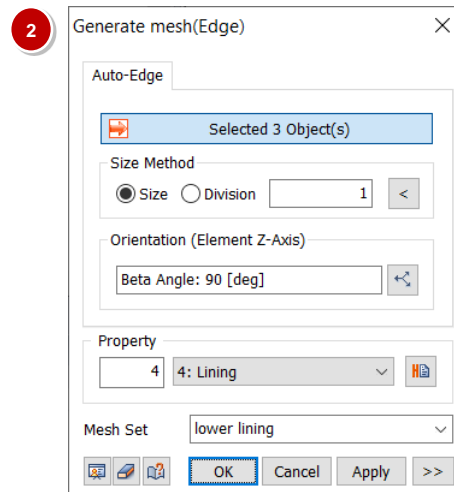 2
Generate mesh(Edge)
Auto-Edge
Selected 3 Object(s)
Size Method
Size Division 1 <
Orientation (Element Z-Axis)
Beta Angle: 90 [deg]
Property
4 4: Lining
Mesh Set lower lining
OK Cancel Apply >>